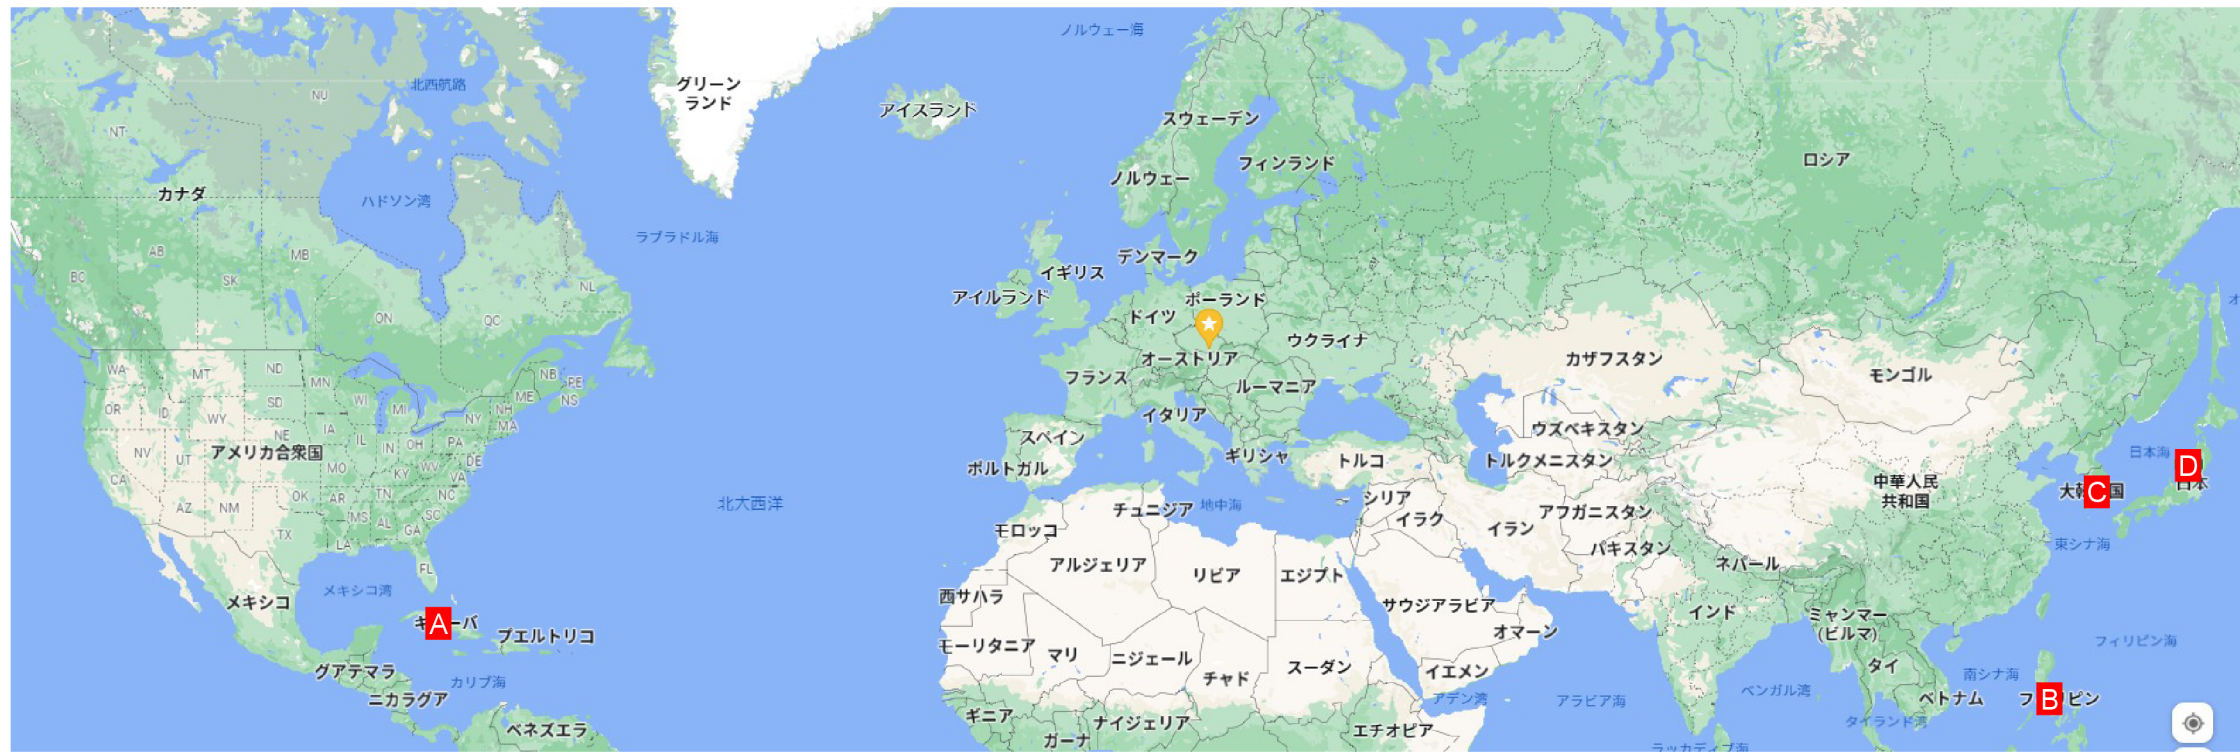 ノルウェー海
グリーン
ランド
北西航路
NU
アイスランド
NT
スウェーデン
フィンランド
ロシア
ノルウェー
カナダ
ハドソン湾
ラブラドル海
AB
MB
デンマーク
イギリス
BC
SK
NL
アイルランド
ポーランド
オ
ON
QC
ドイツ
ウクライナ
オーストリア
カザフスタン
WA
MT
ND
MN
NB
PE
フランス
ルーマニア
モンゴル
OR
ID
WY
SD
WI
MI
ME
NS
NH
NY
MA
イタリア
IA
NE
IL
IN
OH
PA
スペイン
ウズベキスタン
NV
UT
アメリカ合衆国
DE
ギリシャ
トルコ
トルクメニスタン
日本海
D
MO
KY
WV
VA
ポルトガル
CA
中華人民
共和国
日本
大韓
C
国
OK
AR
TN
NC
シリア
AZ
NM
MS
AL
SC
GA
北大西洋
チュニジア
地中海
イラク
アフガニスタン
イラン
TX
LA
モロッコ
パキスタン
東シナ海
FL
アルジェリア
リビア
エジプト
ネパール
メキシコ湾
メキシコ
西サハラ
サウジアラビア
インド
ミャンマー
(ビルマ)
キ
A
ーバ
プエルトリコ
オマーン
フィリピン海
モーリタニア
マリ
ニジェール
チャド
スーダン
イエメン
タイ
グアテマラ
カリブ海
南シナ海
ニカラグア
アデン湾
アラビア海
ベンガル湾
ベトナム
フ
B
ピン
ギニア
ナイジェリア
タイランド湾
ベネズエラ
ガーナ
エチオピア
ラッカディブ海